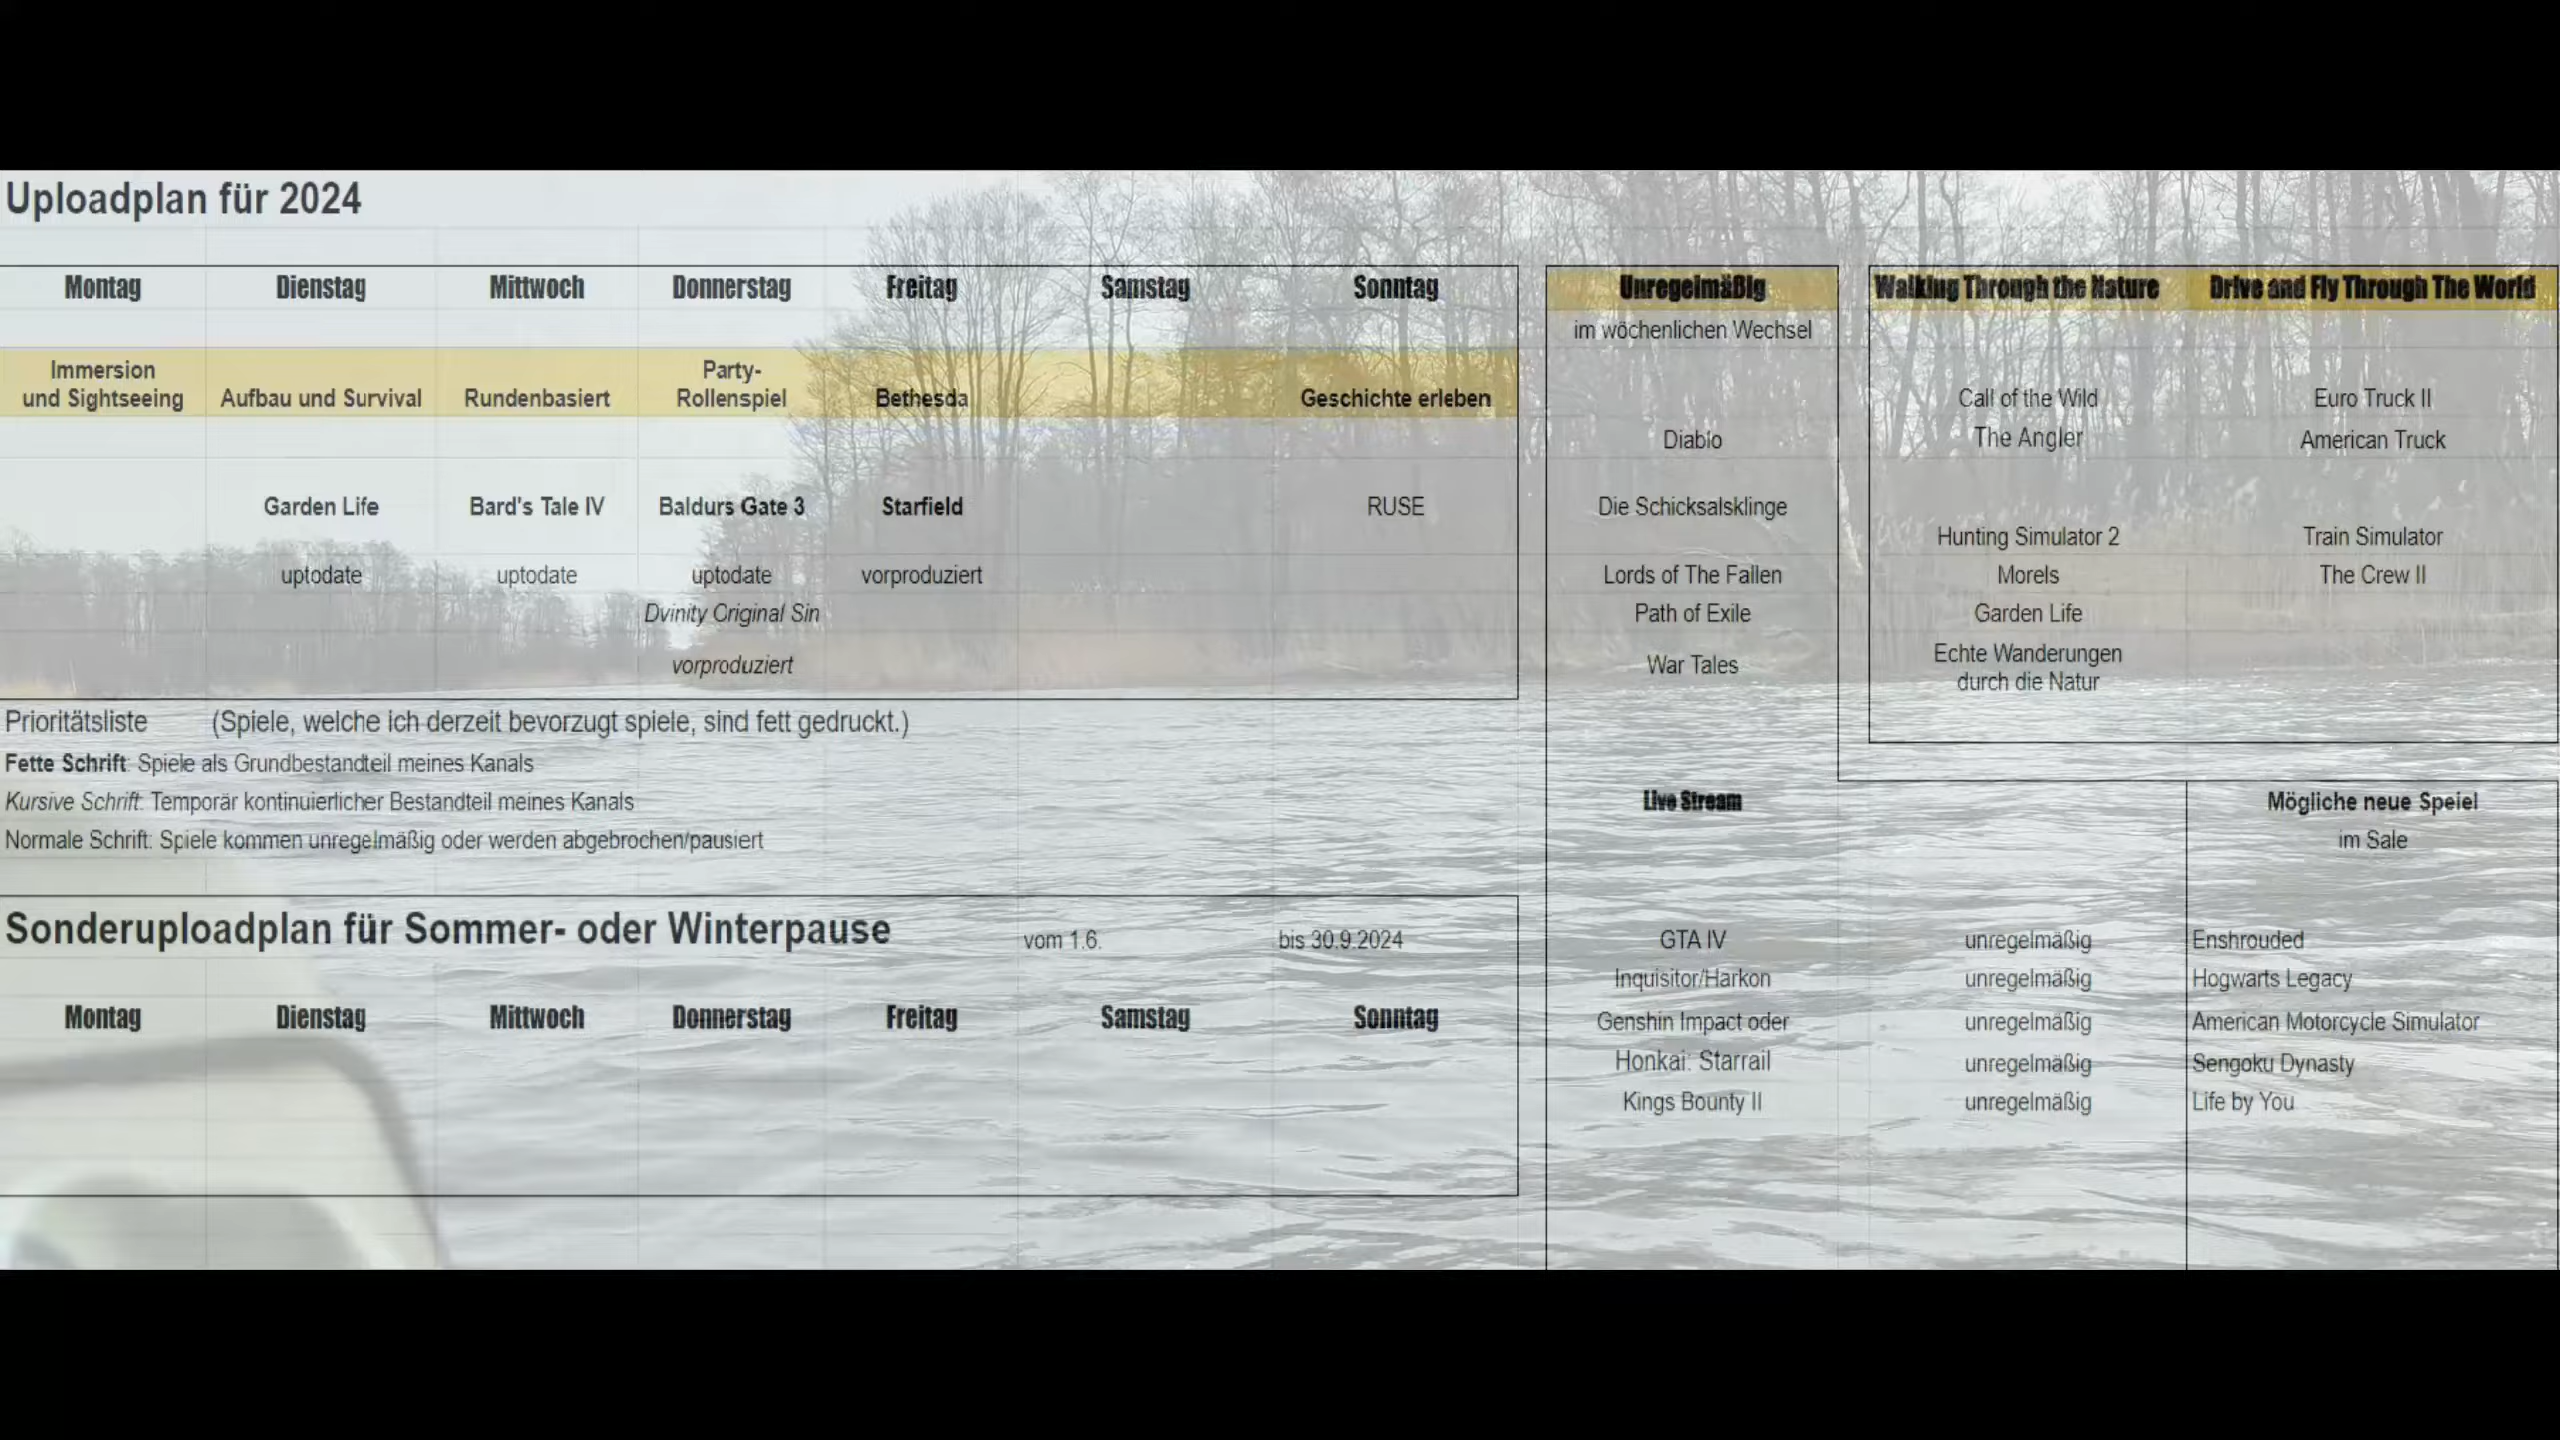 Uploadplan für 2024
Montag Dienstag Mittwoch Donnerstag Freitag Samstag Sonntag
Immersion und Sightseeing
Aufbau und Survival
Rundenbasiert
Party-Rollenspiel
Bethesda
Geschichte erleben
Garden Life Bard's Tale IV Baldurs Gate 3 Starfield RUSE
uptodate uptodate uptodate vorproduziert
Dvinity Original Sin
vorproduziert
Prioritätsliste (Spiele, welche ich derzeit bevorzugt spiele, sind fett gedruckt.)
Fette Schrift: Spiele als Grundbestandteil meines Kanals
Kursive Schrift: Temporär kontinuierlicher Bestandteil meines Kanals
Normale Schrift: Spiele kommen unregelmäßig oder werden abgebrochen/pausiert
Sonderuploadplan für Sommer- oder Winterpause vom 1.6. bis 30.9.2024
Montag Dienstag Mittwoch Donnerstag Freitag Samstag Sonntag
Unregelmäßig
im wöchenlichen Wechsel
Diablo
Die Schicksalsklinge
Lords of The Fallen
Path of Exile
War Tales
Walking Through the Nature
Call of the Wild
The Angler
Hunting Simulator 2
Morels
Garden Life
Echte Wanderungen
durch die Natur
Drive and Fly Through The World
Euro Truck II
American Truck
Train Simulator
The Crew II
Live Stream
GTA IV unregelmäßig
Inquisitor/Harkon unregelmäßig
Genshin Impact oder unregelmäßig
Honkai: Starrail unregelmäßig
Kings Bounty II unregelmäßig
Mögliche neue Speiel
im Sale
Enshrouded
Hogwarts Legacy
American Motorcycle Simulator
Sengoku Dynasty
Life by You